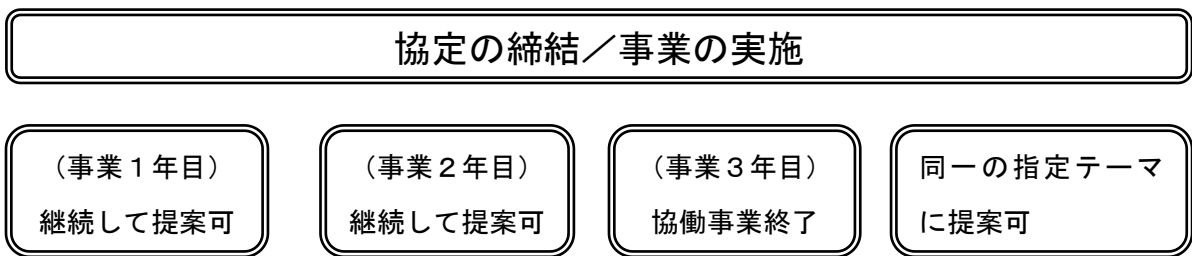 協定の締結／事業の実施
（事業１年目）
継続して提案可
（事業２年目）
継続して提案可
（事業３年目）
協働事業終了
同一の指定テーマ
に提案可